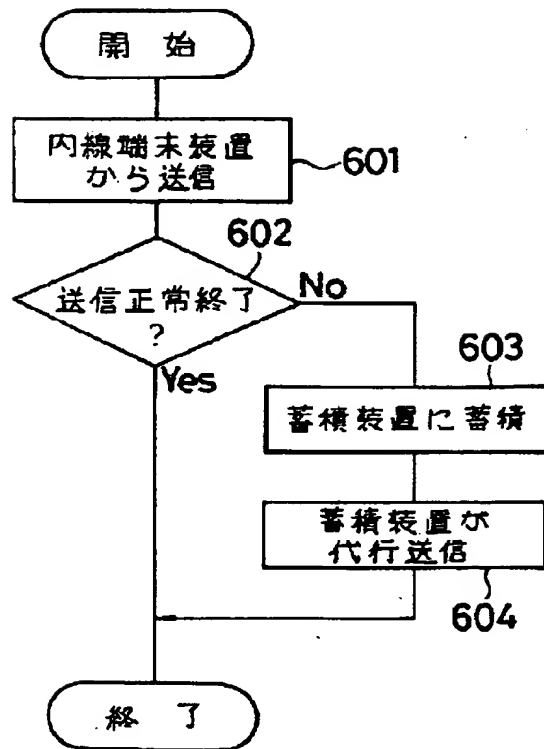 開 始
内線端末装置
から送信
601
602
送信正常終了
?
No
Yes
603
蓄積装置に蓄積
蓄積装置が
代行送信
604
終 了